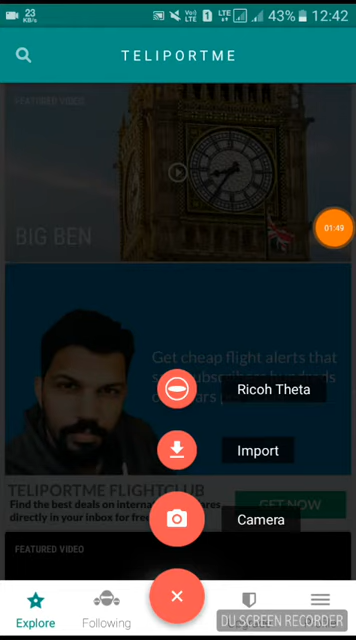 23
KB/s
Vo))
LTE
1
LTE
43%
12:42
TELIPORTME
FEATURED VIDEO
01:49
BIG BEN
Get cheap flight alerts that
Ricoh Theta
Import
TELIPORTME FLIGHTCLUB
Find the best deals on
directly in your inbox for
GET NOW
Camera
FEATURED VIDEO
Explore
Following
DU SCREEN RECORDER